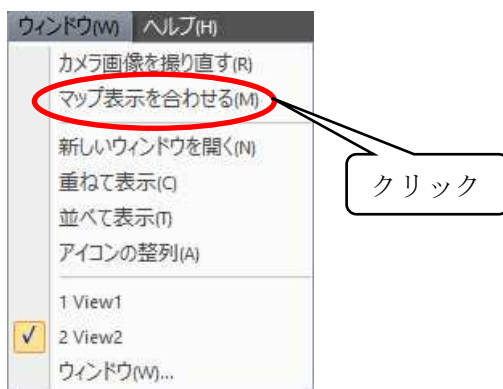 ウィンドウ(W) ヘルプ(H)
カメラ画像を撮り直す(R)
マップ表示を合わせる(M)
新しいウィンドウを開く(N)
重ねて表示(C)
並べて表示(T)
アイコンの整列(A)
1 View1
2 View2
ウィンドウ(W)...
クリック